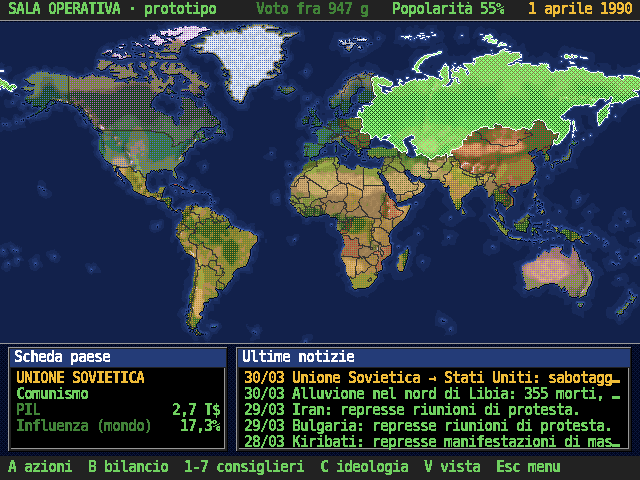 SALA OPERATIVA · prototipo Voto fra 947 g Popolarità 55% 1 aprile 1990
Scheda paese
UNIONE SOVIETICA
Comunismo
PIL 2,7 T$
Influenza (mondo) 17,3%
Ultime notizie
30/03 Unione Sovietica → Stati Uniti: sabotagg…
30/03 Alluvione nel nord di Libia: 355 morti, …
29/03 Iran: represse riunioni di protesta.
29/03 Bulgaria: represse riunioni di protesta.
28/03 Kiribati: represse manifestazioni di mas…
A azioni B bilancio 1-7 consiglieri C ideologia V vista Esc menu